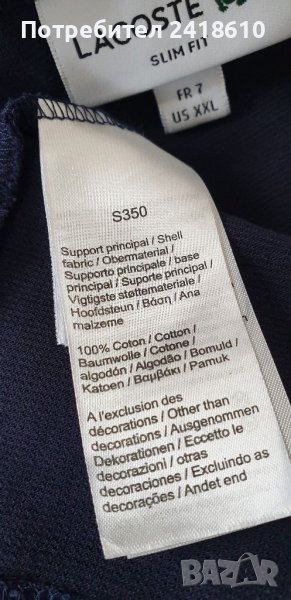 Потребител 2418610
LACOSTE
SLIM FIT
FR 7
US XXL
S350
Support principal / Shell
fabric / Obermaterial /
Supporto principale / base
principal / Suporte principal /
Vigtigste støttemateriale /
Hoofdsteun / Βάση / Ana
malzeme
100% Coton / Cotton /
Baumwolle / Cotone /
algodón / Algodão / Bomuld /
Katoen / Βαμβάκι / Pamuk
A l'exclusion des
décorations / Other than
decorations / Ausgenommen
Dekorationen / Eccetto le
decorazioni / otras
decoraciones / Excluindo as
decorações / Andet end
BAZAR